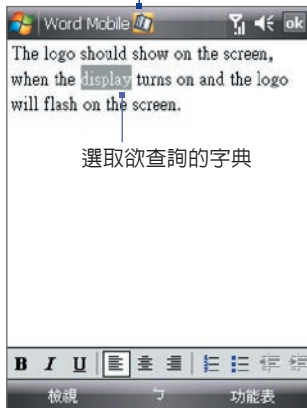 Word Mobile ok
The logo should show on the screen,
when the display turns on and the logo
will flash on the screen.
選取欲查詢的字典
B I U
檢視 ㄅ 功能表